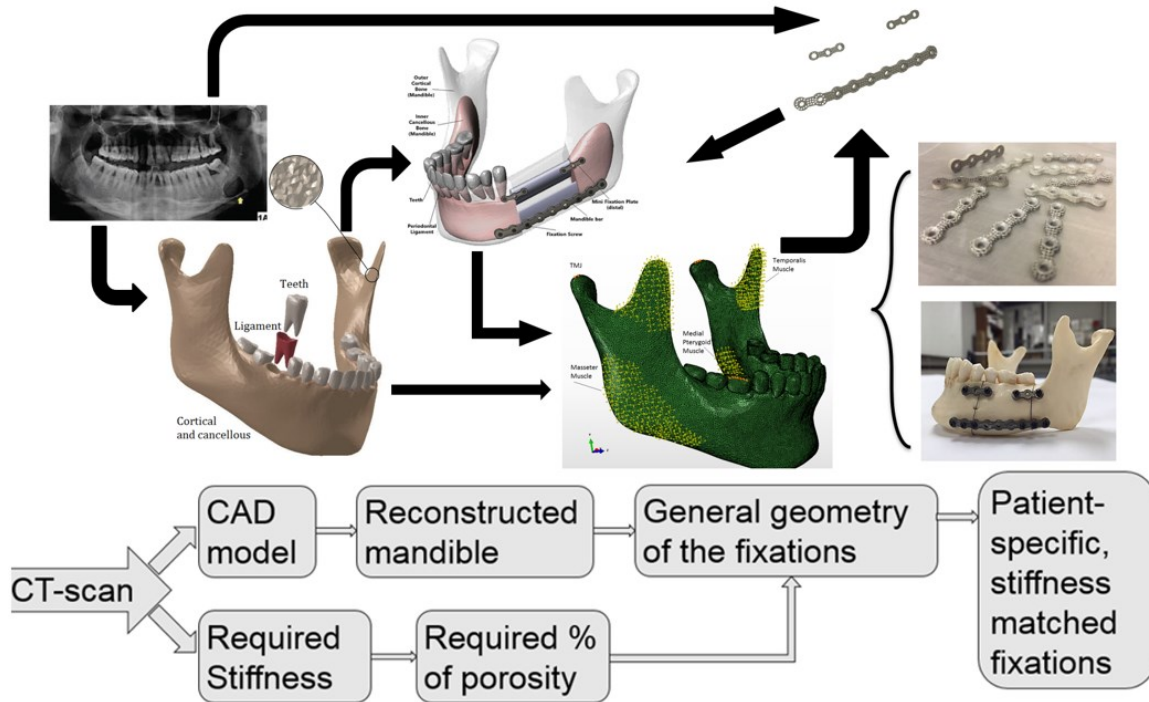 Outer
Cortical
Bone
(Mandible)
Inner
Cancellous
Bone
(Mandible)
Teeth
Periodontal
Ligament
Mini Fixation Plate
(distal)
Mandible bar
Fixation Screw
Teeth
Ligament
Cortical
and cancellous
TMJ
Temporalis
Muscle
Medial
Pterygoid
Muscle
Masseter
Muscle
CT-scan
CAD
model
Reconstructed
mandible
General geometry
of the fixations
Patient-
specific,
stiffness
matched
fixations
Required
Stiffness
Required %
of porosity